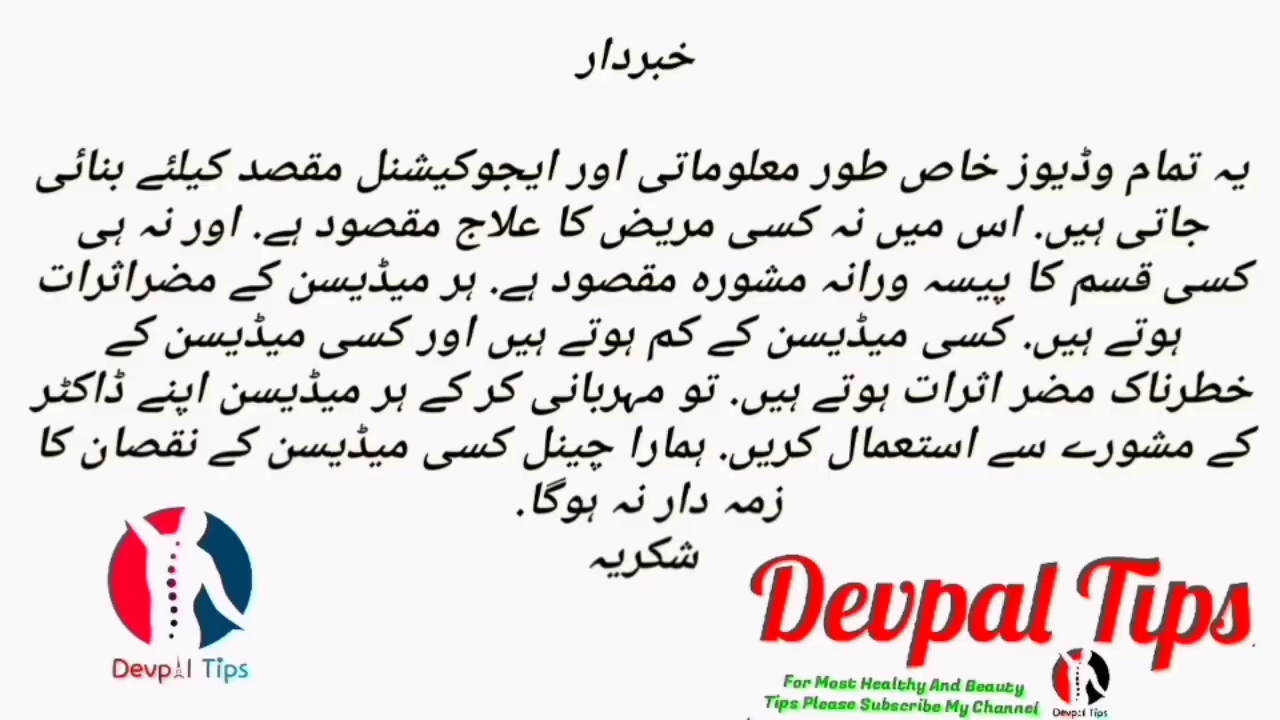 خبردار
یہ تمام وڈیوز خاص طور معلوماتی اور ایجوکیشنل مقصد کیلئے بنائی
جاتی ہیں. اس میں نہ کسی مریض کا علاج مقصود ہے. اور نہ ہی
کسی قسم کا پیسہ ورانہ مشورہ مقصود ہے. ہر میڈیسن کے مضراثرات
ہوتے ہیں. کسی میڈیسن کے کم ہوتے ہیں اور کسی میڈیسن کے
خطرناک مضر اثرات ہوتے ہیں. تو مہربانی کر کے ہر میڈیسن اپنے ڈاکٹر
کے مشورے سے استعمال کریں. ہمارا چینل کسی میڈیسن کے نقصان کا
زمہ دار نہ ہوگا.
شکریہ
Devpal Tips
Devpal Tips
For Most Healthy And Beauty
Tips Please Subscribe My Channel
Devpal Tips